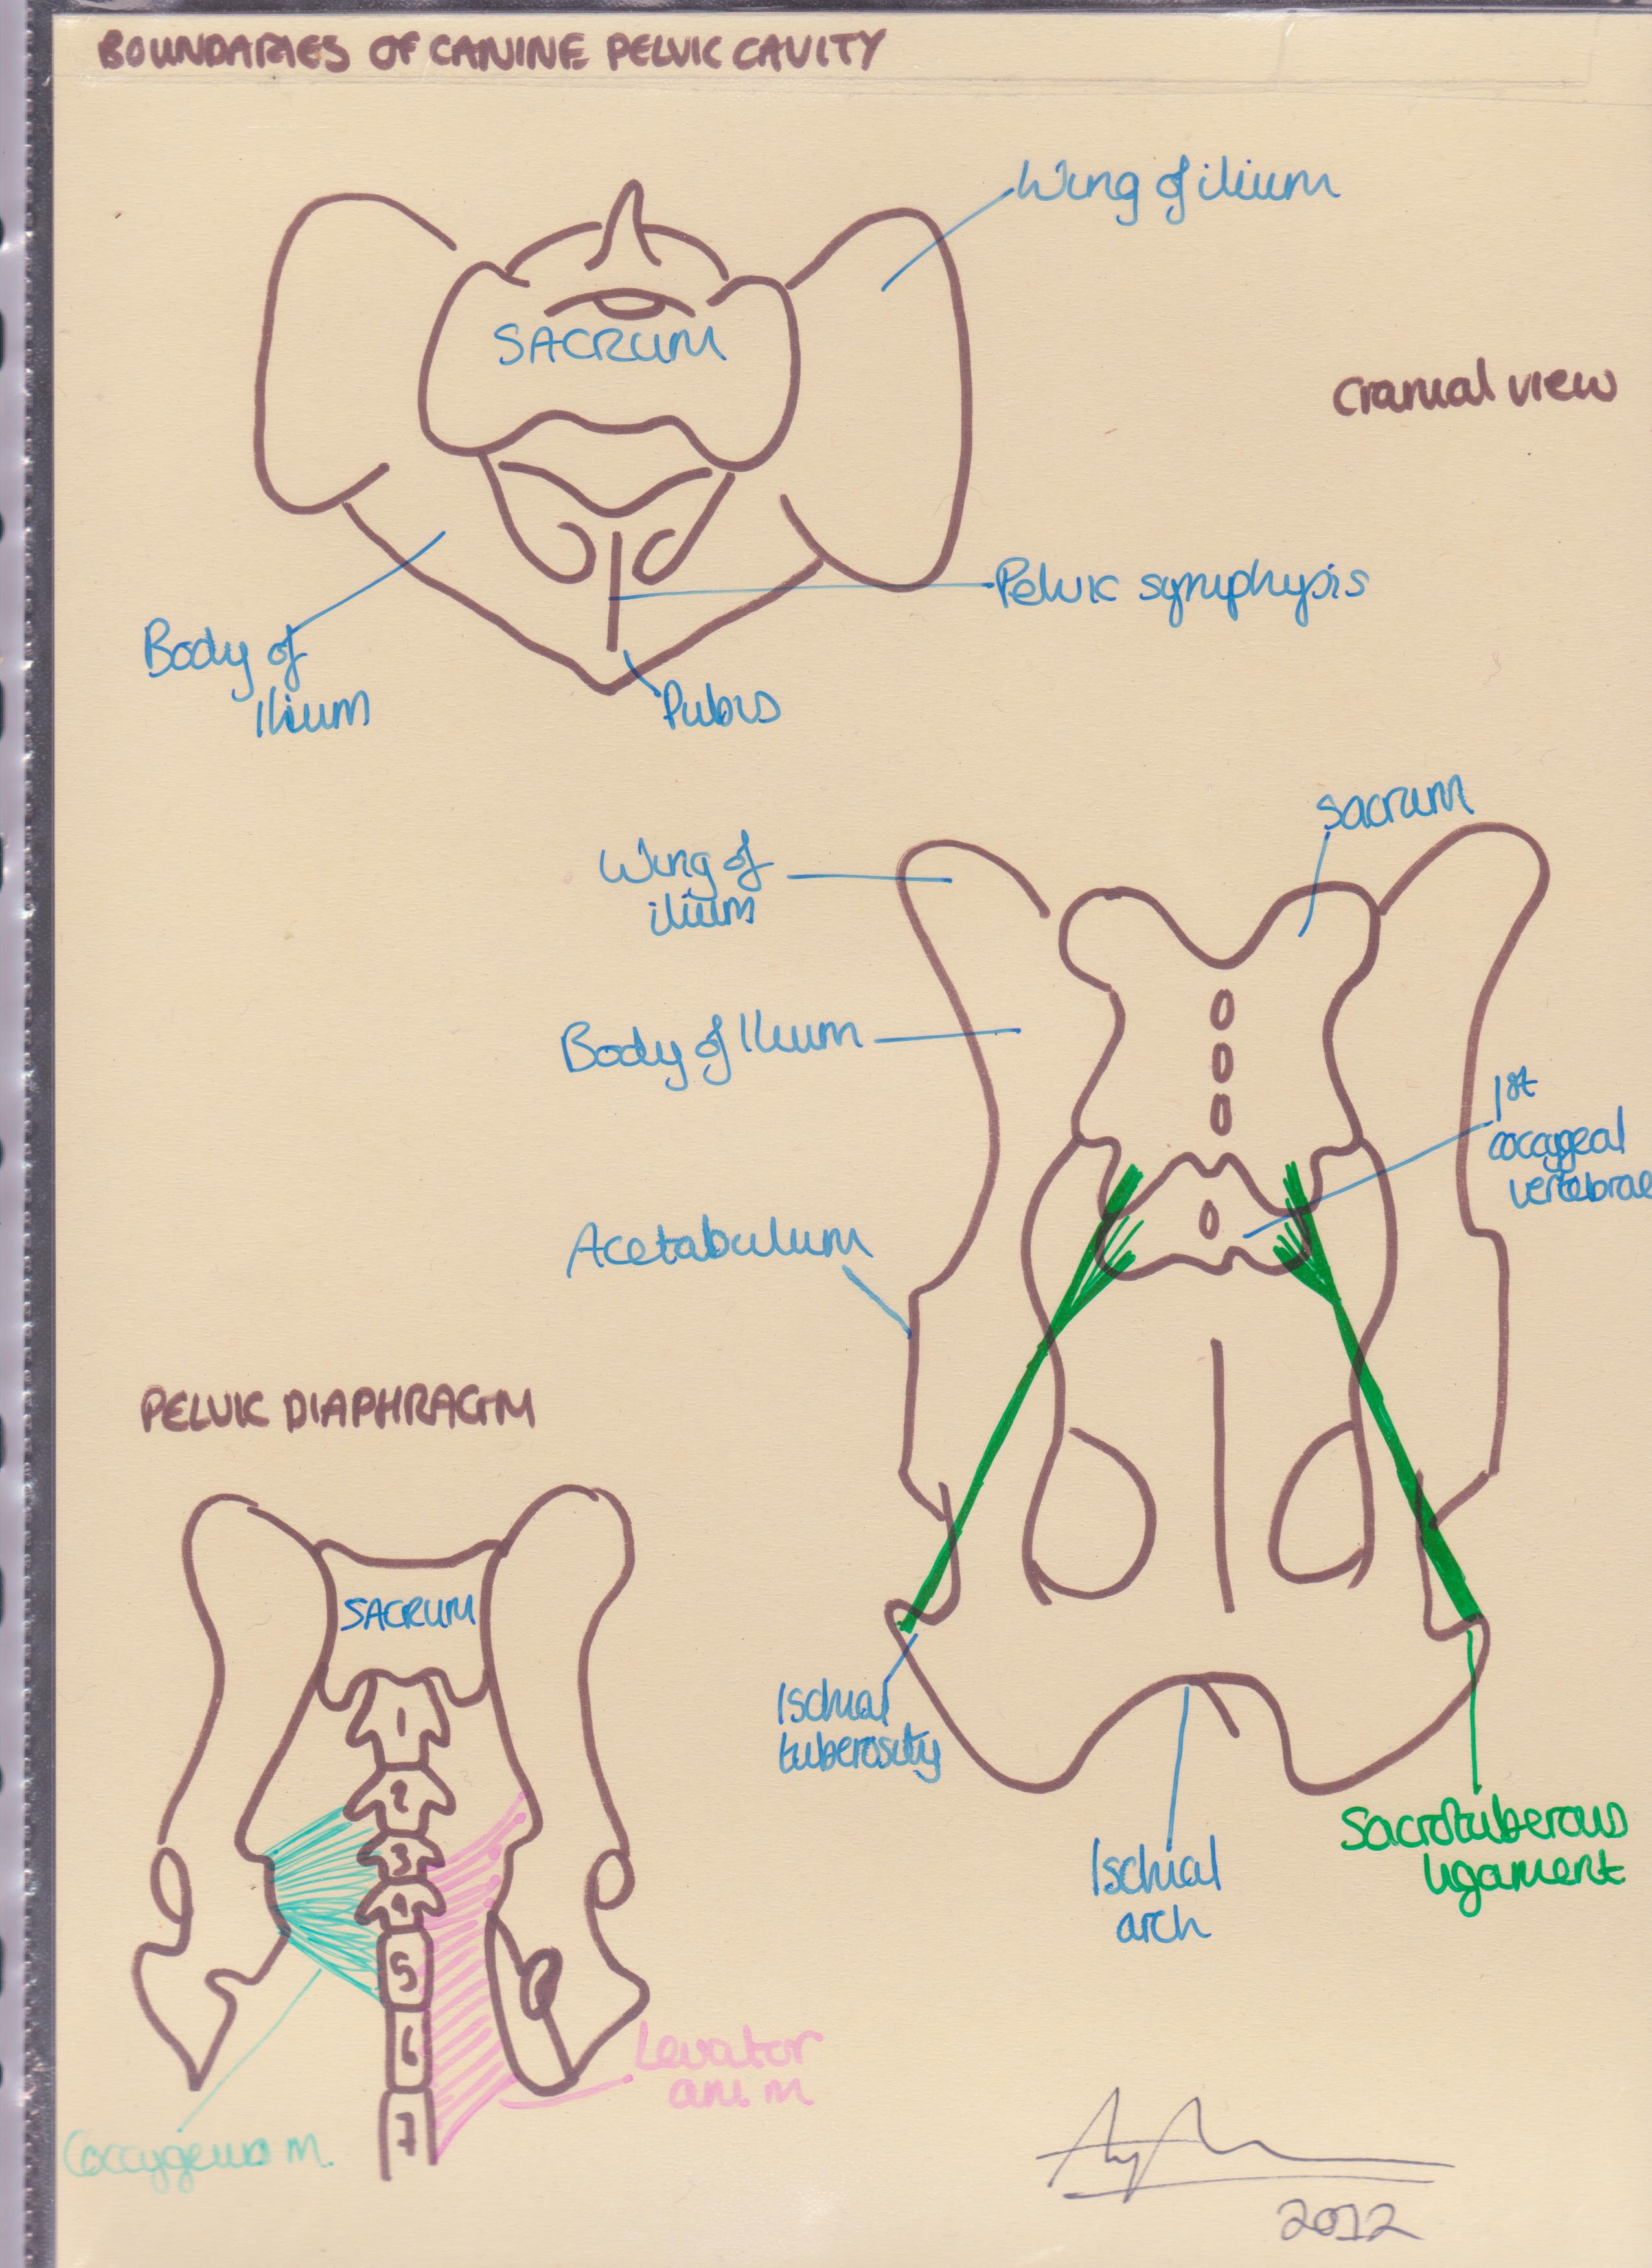 BOUNDARIES OF CANINE PELVIC CAVITY
Wing of ilium
SACRUM
Cranial view
Pelvic symphysis
Body of
Ilium
Pubis
Sacrum
Wing of
ilium
Body of Ilium
1st
coccygeal
vertebrae
Acetabulum
PELVIC DIAPHRAGM
SACRUM
1
2
3
4
5
6
7
Ischial
tuberosity
Ischial
arch
Sacrotuberous
ligament
Levator
ani m
Coccygeus m.
2012